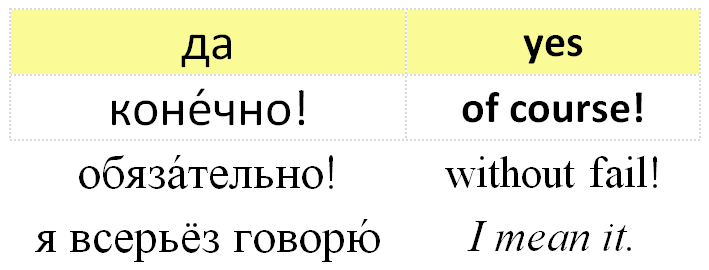 да yes
коне́чно! of course!
обяза́тельно! without fail!
я всерьёз говорю́ I mean it.